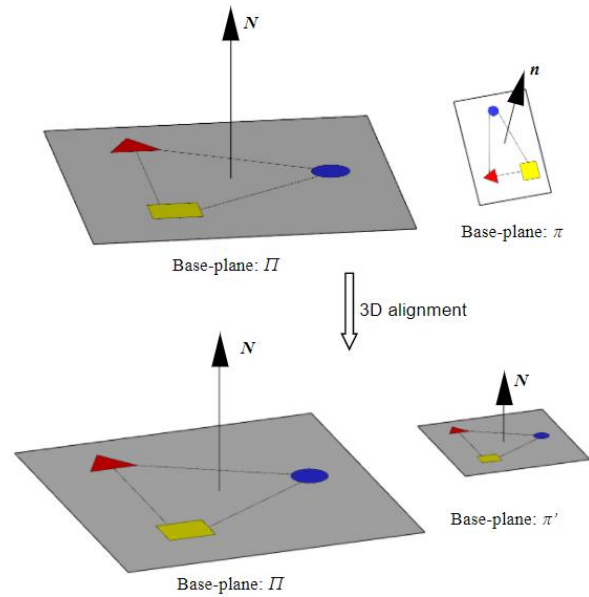 N
n
Base-plane: π
Base-plane: Π
3D alignment
N
N
Base-plane: π’
Base-plane: Π